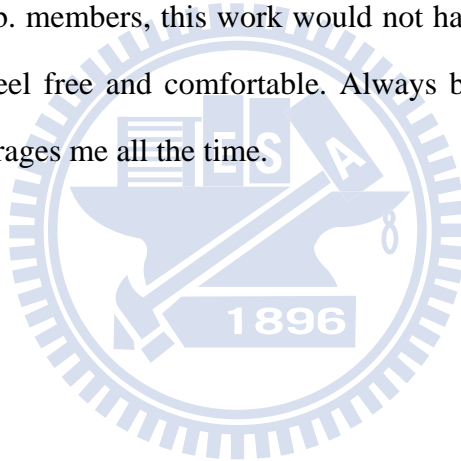 b. members, this work would not ha
eel free and comfortable. Always b
rages me all the time.
E S A
1896